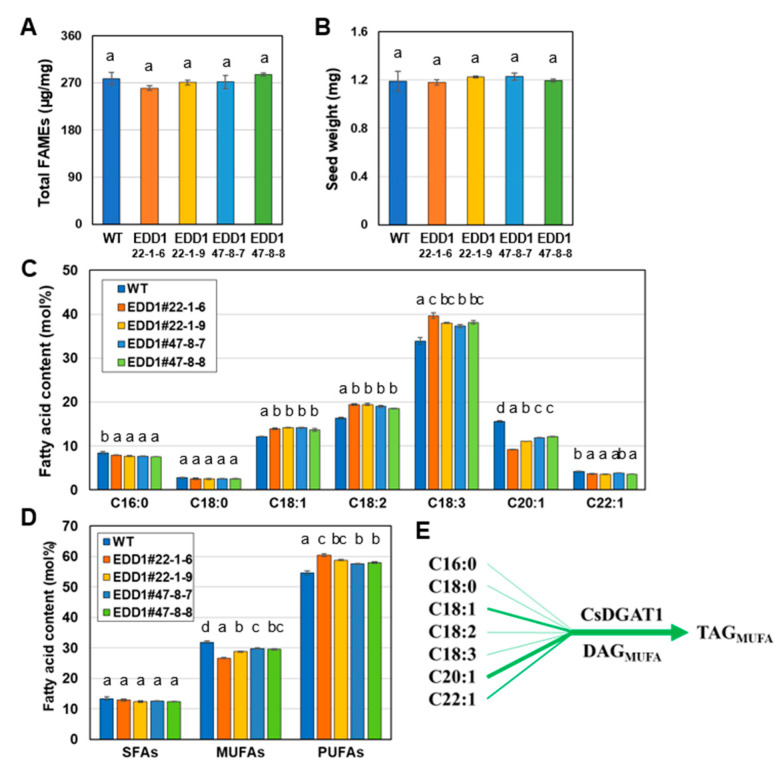 A
Total FAMEs (µg/mg)
360
270
180
90
0
a a a a a
WT EDD1 EDD1 EDD1 EDD1
22-1-6 22-1-9 47-8-7 47-8-8
B
Seed weight (mg)
1.6
1.2
0.8
0.4
0
a a a a a
WT EDD1 EDD1 EDD1 EDD1
22-1-6 22-1-9 47-8-7 47-8-8
C
Fatty acid content (mol%)
50
40
30
20
10
0
WT
EDD1#22-1-6
EDD1#22-1-9
EDD1#47-8-7
EDD1#47-8-8
b a a a a
a a a a a
a b b b b
a b b b b
a c bc b bc
d a b c c
b a a ab a
C16:0 C18:0 C18:1 C18:2 C18:3 C20:1 C22:1
D
Fatty acid content (mol%)
70
60
50
40
30
20
10
0
WT
EDD1#22-1-6
EDD1#22-1-9
EDD1#47-8-7
EDD1#47-8-8
a a a a a
d a b c bc
a c bc b b
SFAs MUFAs PUFAs
E
C16:0
C18:0
C18:1
C18:2
C18:3
C20:1
C22:1
CsDGAT1
DAGMUFA
TAGMUFA